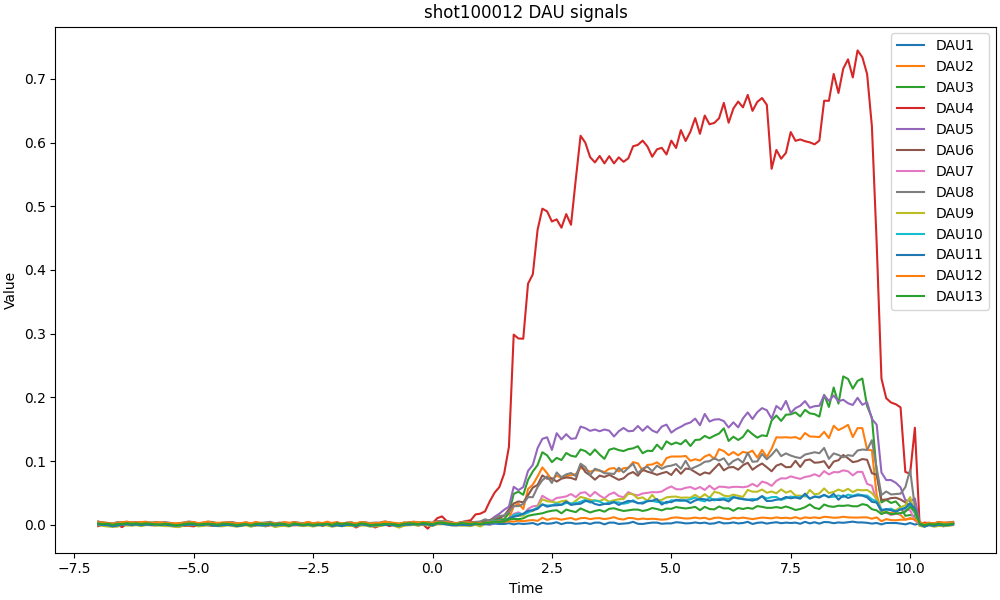 shot100012 DAU signals
Value
0.7
0.6
0.5
0.4
0.3
0.2
0.1
0.0
−7.5
−5.0
−2.5
0.0
2.5
5.0
7.5
10.0
Time
DAU1
DAU2
DAU3
DAU4
DAU5
DAU6
DAU7
DAU8
DAU9
DAU10
DAU11
DAU12
DAU13